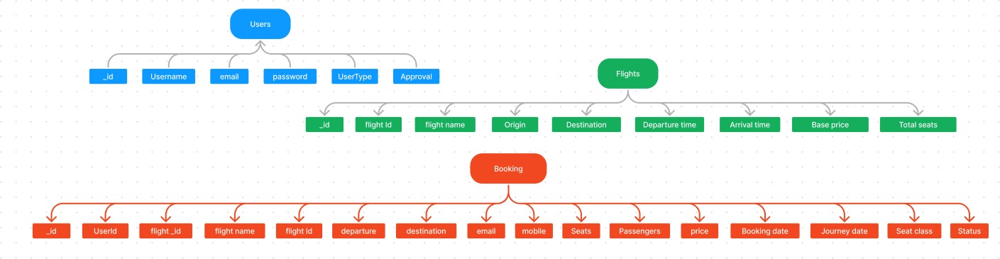 Users
_id
Username
email
password
UserType
Approval
Flights
_id
flight Id
flight name
Origin
Destination
Departure time
Arrival time
Base price
Total seats
Booking
_id
UserId
flight _id
flight name
flight Id
departure
destination
email
mobile
Seats
Passengers
price
Booking date
Journey date
Seat class
Status